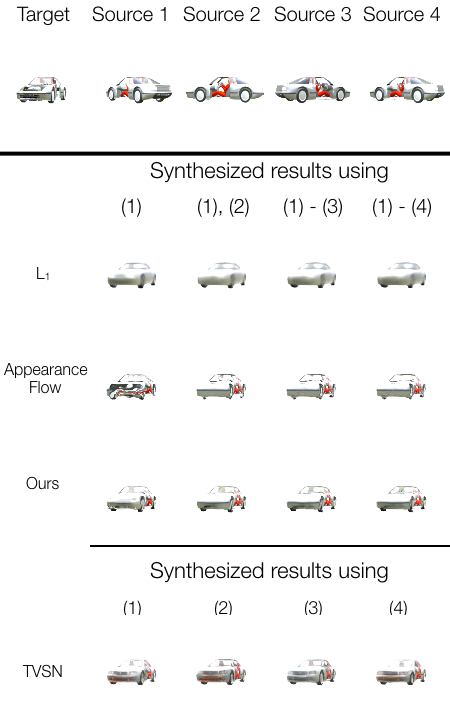 Target Source 1 Source 2 Source 3 Source 4
Synthesized results using
(1) (1), (2) (1) - (3) (1) - (4)
L₁
Appearance
Flow
Ours
Synthesized results using
(1) (2) (3) (4)
TVSN